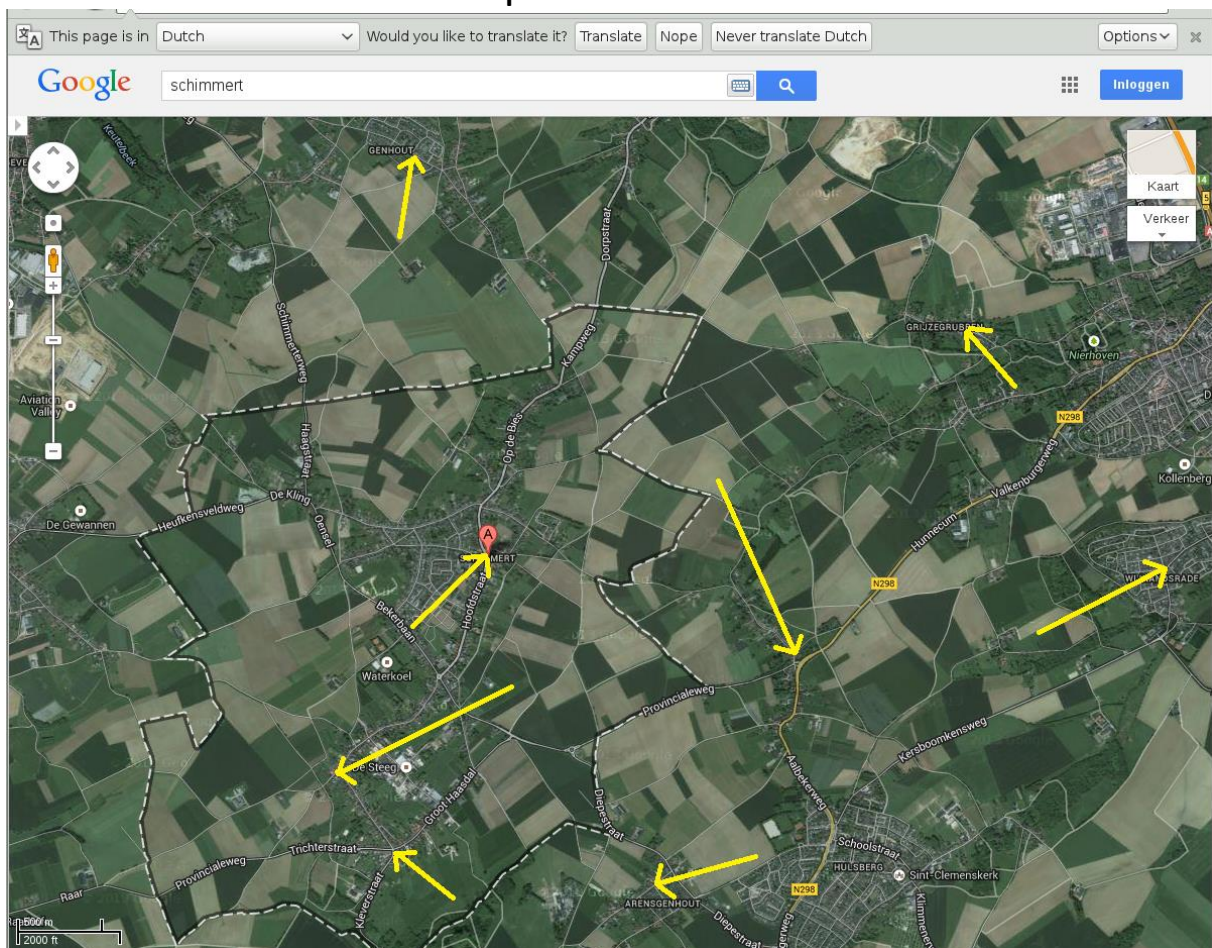 This page is in Dutch Would you like to translate it? Translate Nope Never translate Dutch Options
Google schimmert Inloggen
Keutelbeek
GENHOUT
Kaart
Verkeer
Dorpstraat
Schimmerterweg
Kampweg
GRIJZEGRUBBEN
Nierhoven
Aviation Valley
N298
Haagstraat
Op de Bies
Valkenburgerweg
Kollenberg
De Kling
Oensel
De Gewannen
Heufkensveldweg
Hunnecum
A
N298
Hoofdstraat
Bekerbaan
Waterkoel
Provincialeweg
Kersboomkensweg
De Steeg
Groot Haasdal
Aalbekerweg
Diepestraat
Trichterstraat
Schoolstraat
Provincialeweg
HULSBERG
Sint-Clemenskerk
Raar
Kleverstraat
N298
ARENSGENHOUT
Diepestraat
500 m
2000 ft